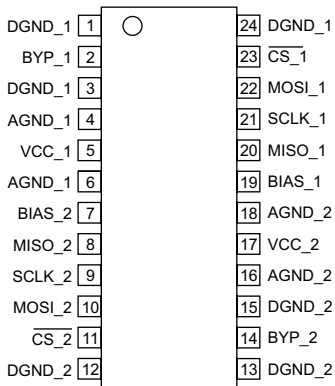 DGND_1 1 24 DGND_1
BYP_1 2 23 CS_1
DGND_1 3 22 MOSI_1
AGND_1 4 21 SCLK_1
VCC_1 5 20 MISO_1
AGND_1 6 19 BIAS_1
BIAS_2 7 18 AGND_2
MISO_2 8 17 VCC_2
SCLK_2 9 16 AGND_2
MOSI_2 10 15 DGND_2
CS_2 11 14 BYP_2
DGND_2 12 13 DGND_2